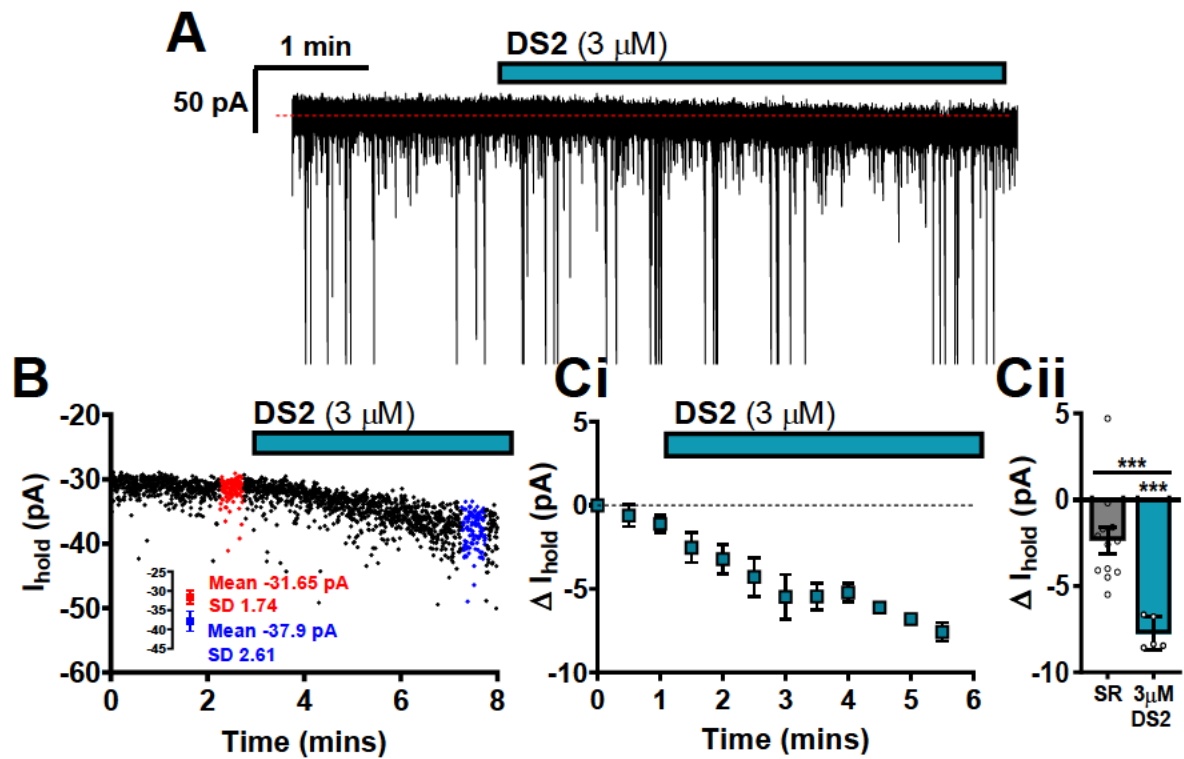 A
1 min
50 pA
DS2 (3 μM)
B
DS2 (3 μM)
-20
-30
-40
-50
-60
I_hold (pA)
-25
-30
-35
-40
-45
Mean -31.65 pA
SD 1.74
Mean -37.9 pA
SD 2.61
0 2 4 6 8
Time (mins)
Ci
DS2 (3 μM)
5
0
-5
-10
Δ I_hold (pA)
0 1 2 3 4 5 6
Time (mins)
Cii
5
0
-5
-10
Δ I_hold (pA)
***
***
SR 3μM
DS2